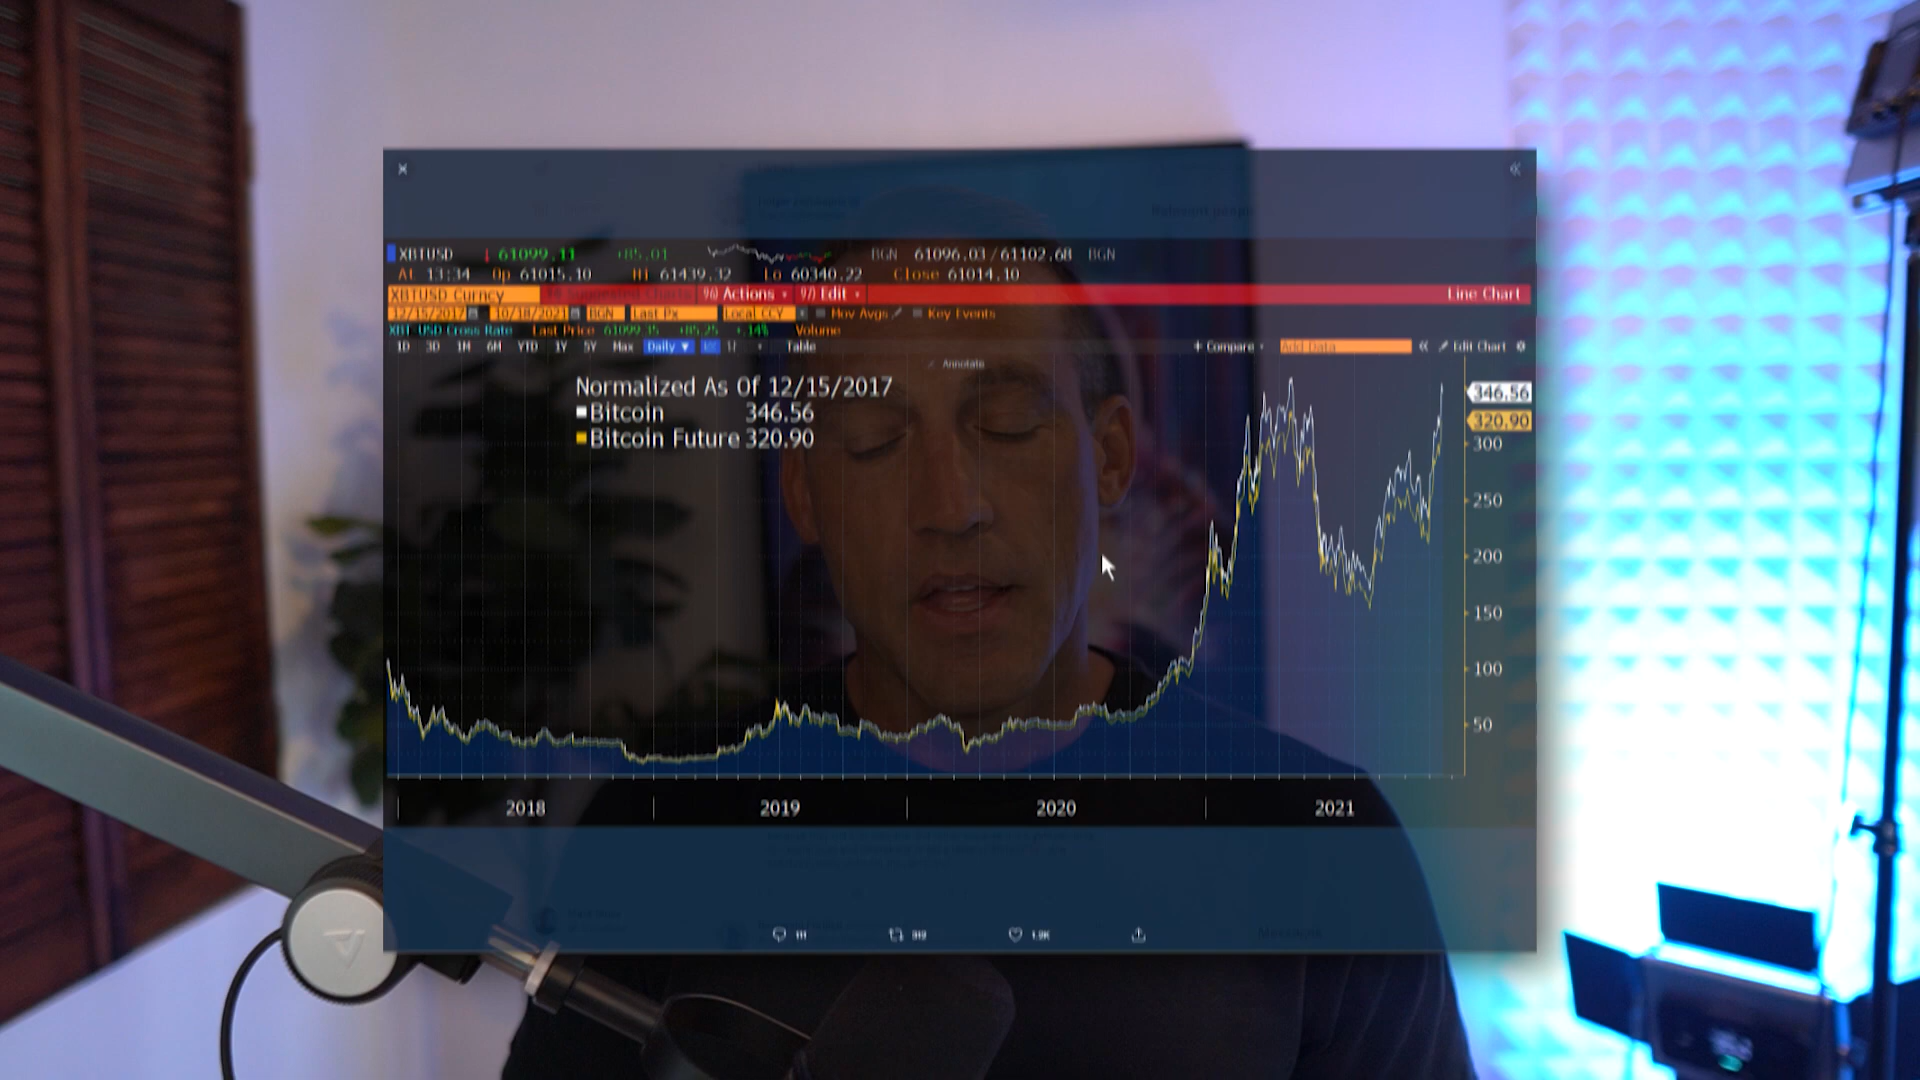 XBTUSD 61099.11 +85.01 BGN 61096.03/61102.68 BGN
At 13:34 Op 61015.10 Hi 61439.32 Lo 60340.22 Close 61014.10
XBTUSD Curncy 96) Actions 97) Edit Line Chart
12/15/2017 10/18/2021 BGN Last Px Local CCY Mov Avgs Key Events
XBT-USD Cross Rate Last Price 61099.35 +85.25 +.14% Volume
1D 3D 1M 6M YTD 1Y 5Y Max Daily ▼ Table + Compare Add Data « Edit Chart
Annotate
Normalized As Of 12/15/2017
Bitcoin 346.56
Bitcoin Future 320.90
346.56
320.90
300
250
200
150
100
50
2018 2019 2020 2021
111 1.9K